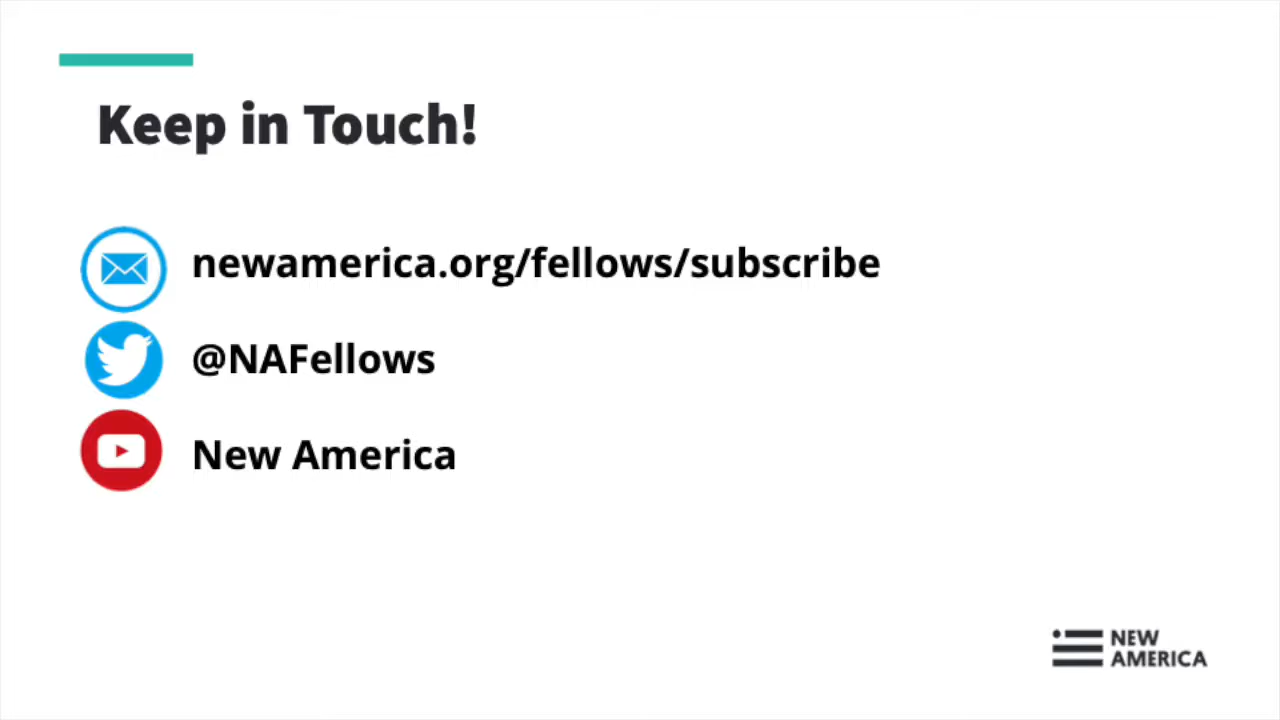 Keep in Touch!
newamerica.org/fellows/subscribe
@NAFellows
New America
NEW
AMERICA